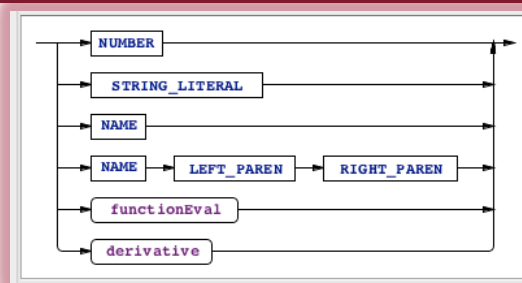 NUMBER
STRING_LITERAL
NAME
NAME LEFT_PAREN RIGHT_PAREN
functionEval
derivative